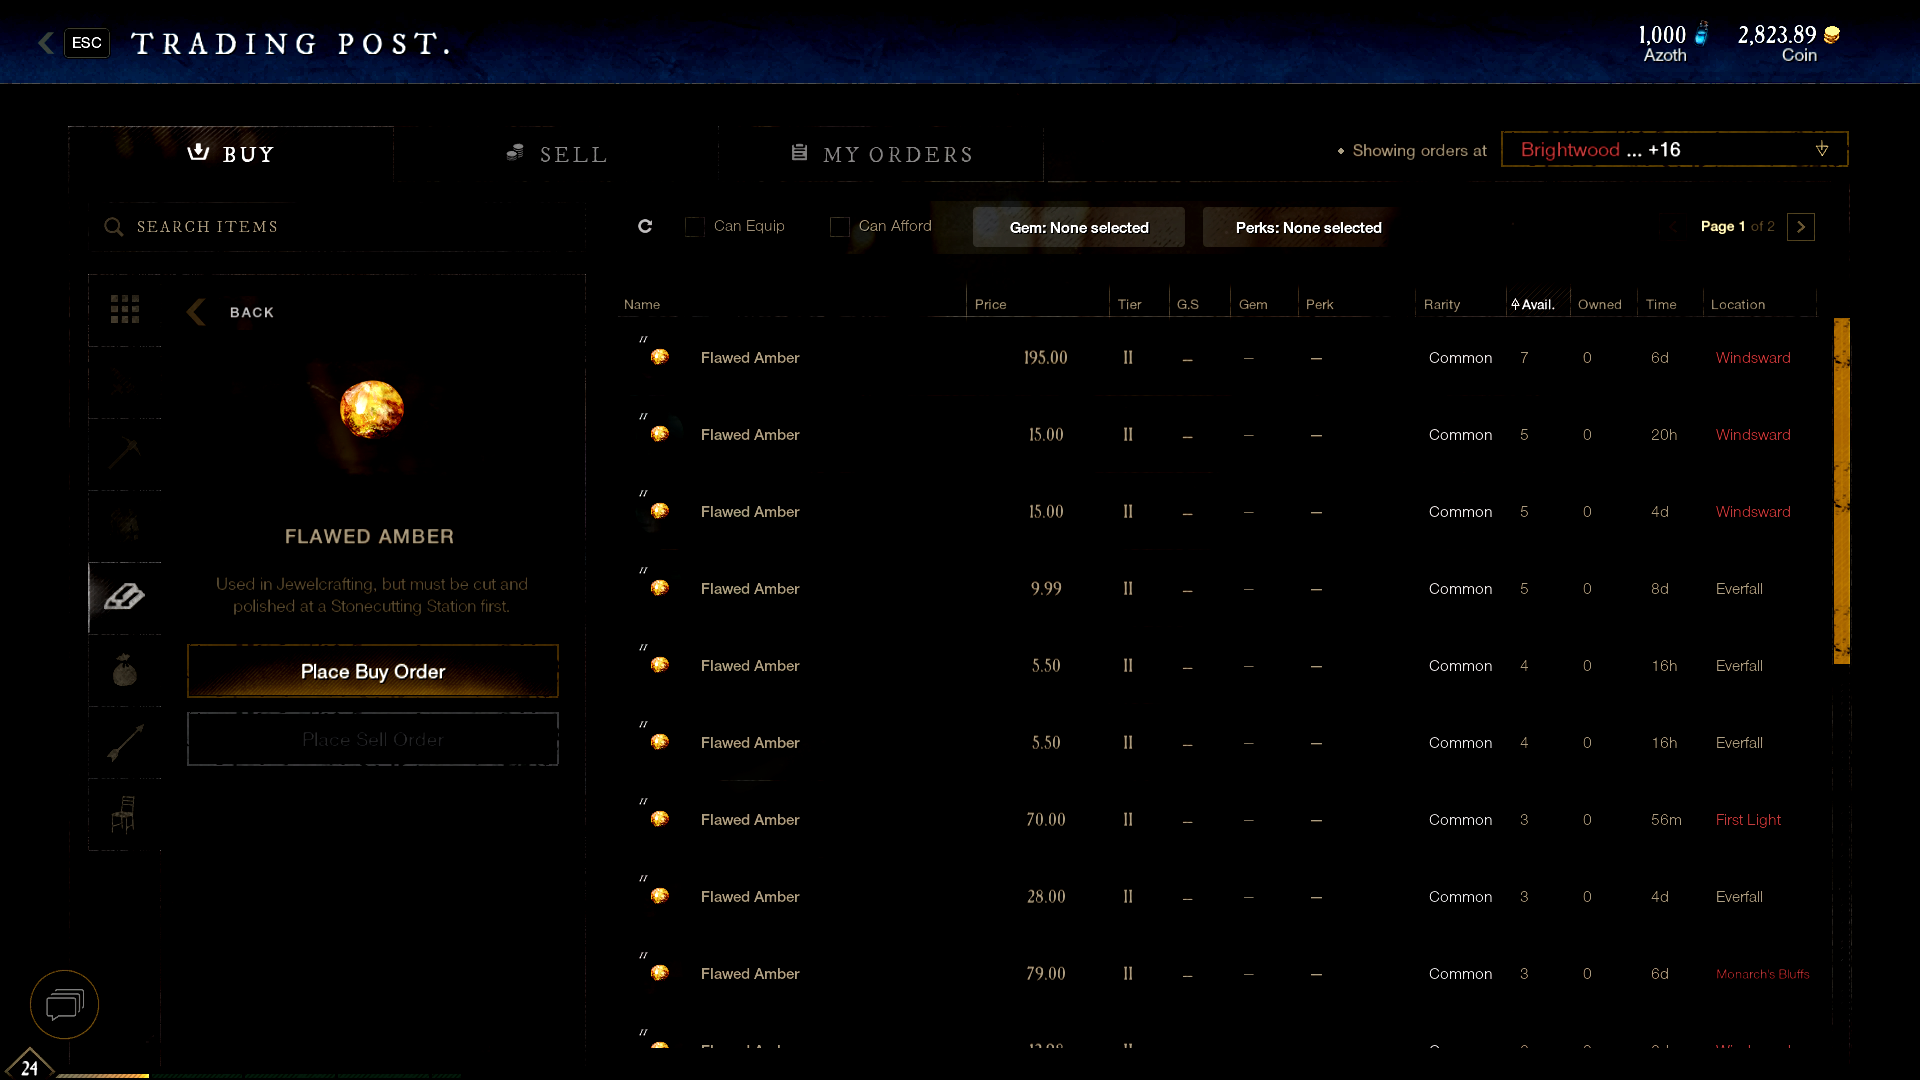 ESC TRADING POST.
1,000 2,823.89
Azoth Coin
BUY SELL MY ORDERS Showing orders at Brightwood ... +16
SEARCH ITEMS Can Equip Can Afford Gem: None selected Perks: None selected Page 1 of 2
BACK
FLAWED AMBER
Used in Jewelcrafting, but must be cut and
polished at a Stonecutting Station first.
Place Buy Order
Place Sell Order
Name Price Tier G.S Gem Perk Rarity Avail. Owned Time Location
Flawed Amber 195.00 II – – – Common 7 0 6d Windsward
Flawed Amber 15.00 II – – – Common 5 0 20h Windsward
Flawed Amber 15.00 II – – – Common 5 0 4d Windsward
Flawed Amber 9.99 II – – – Common 5 0 8d Everfall
Flawed Amber 5.50 II – – – Common 4 0 16h Everfall
Flawed Amber 5.50 II – – – Common 4 0 16h Everfall
Flawed Amber 70.00 II – – – Common 3 0 56m First Light
Flawed Amber 28.00 II – – – Common 3 0 4d Everfall
Flawed Amber 79.00 II – – – Common 3 0 6d Monarch's Bluffs
24